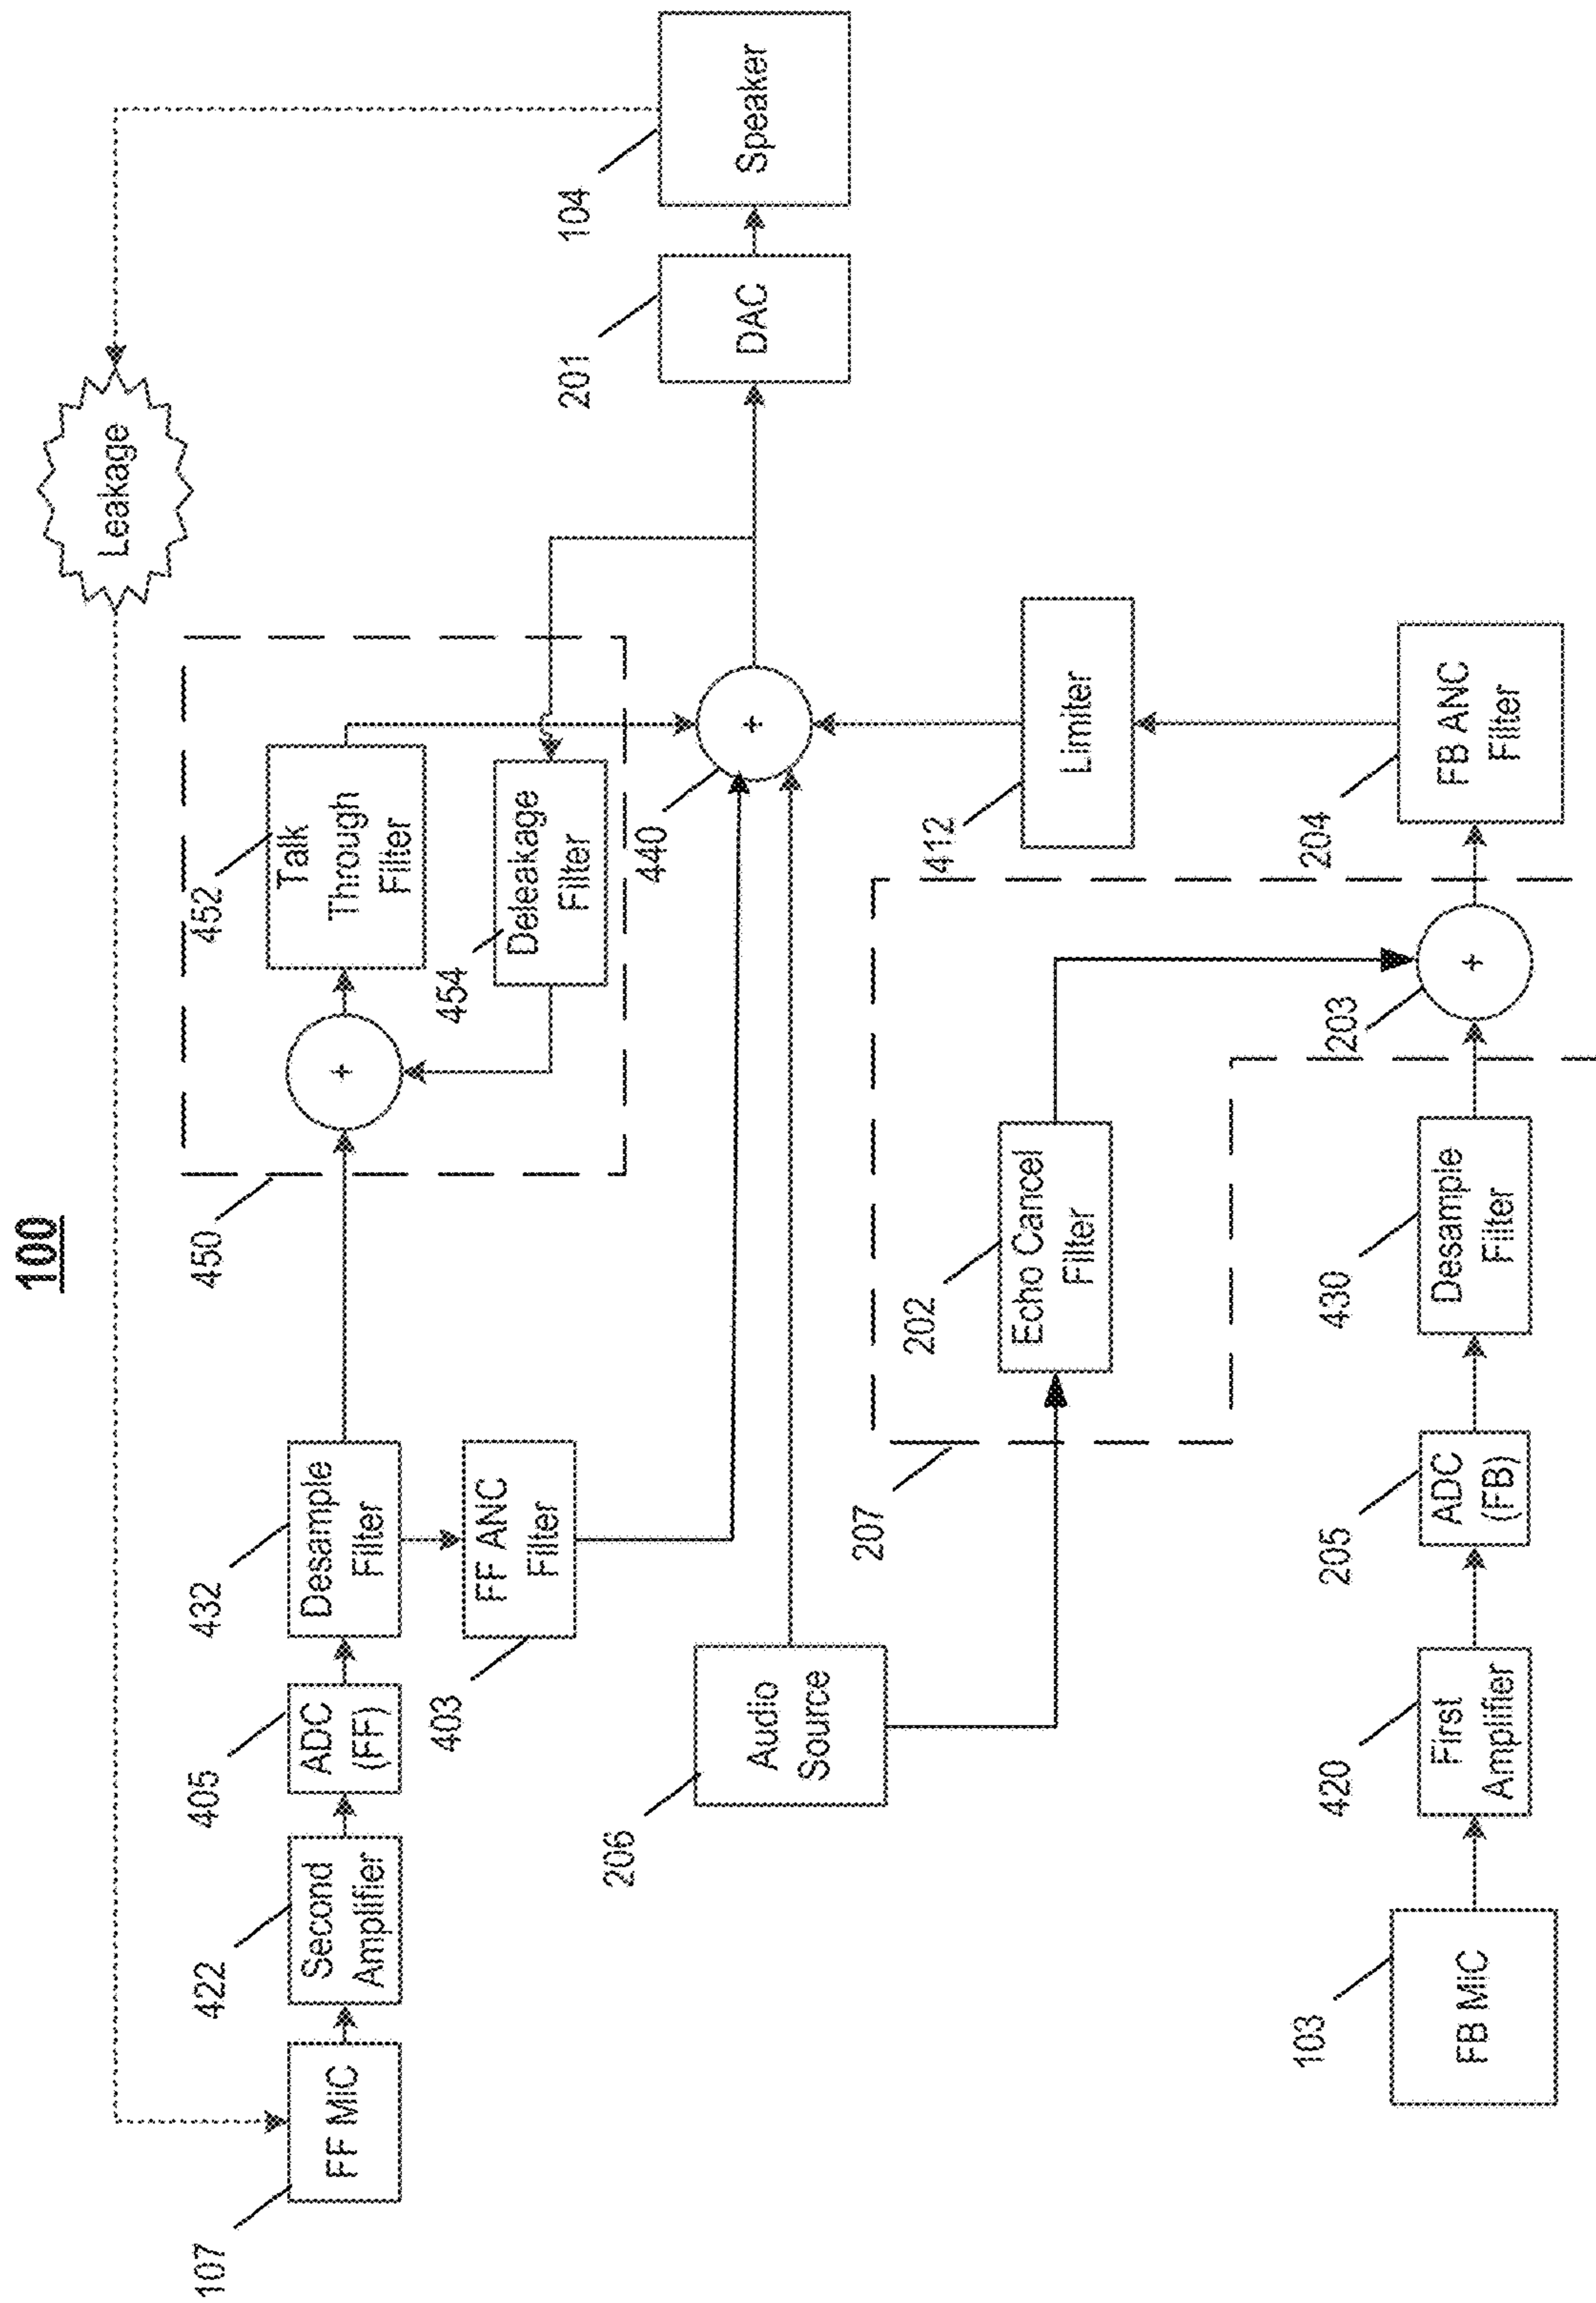 100
Leakage
107
FF MIC
422
Second
Amplifier
405
ADC
(FF)
432
Desample
Filter
403
FF ANC
Filter
450
+
452
Talk
Through
Filter
454
Deleakage
Filter
440
+
201
DAC
104
Speaker
206
Audio
Source
207
202
Echo Cancel
Filter
412
Limiter
103
FB MIC
420
First
Amplifier
205
ADC
(FB)
430
Desample
Filter
203
+
204
FB ANC
Filter